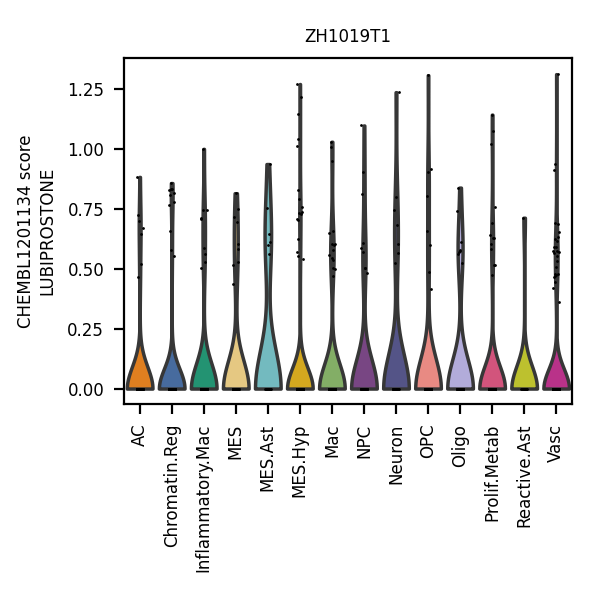 ZH1019T1
CHEMBL1201134 score
LUBIPROSTONE
1.25
1.00
0.75
0.50
0.25
0.00
AC
Chromatin.Reg
Inflammatory.Mac
MES
MES.Ast
MES.Hyp
Mac
NPC
Neuron
OPC
Oligo
Prolif.Metab
Reactive.Ast
Vasc